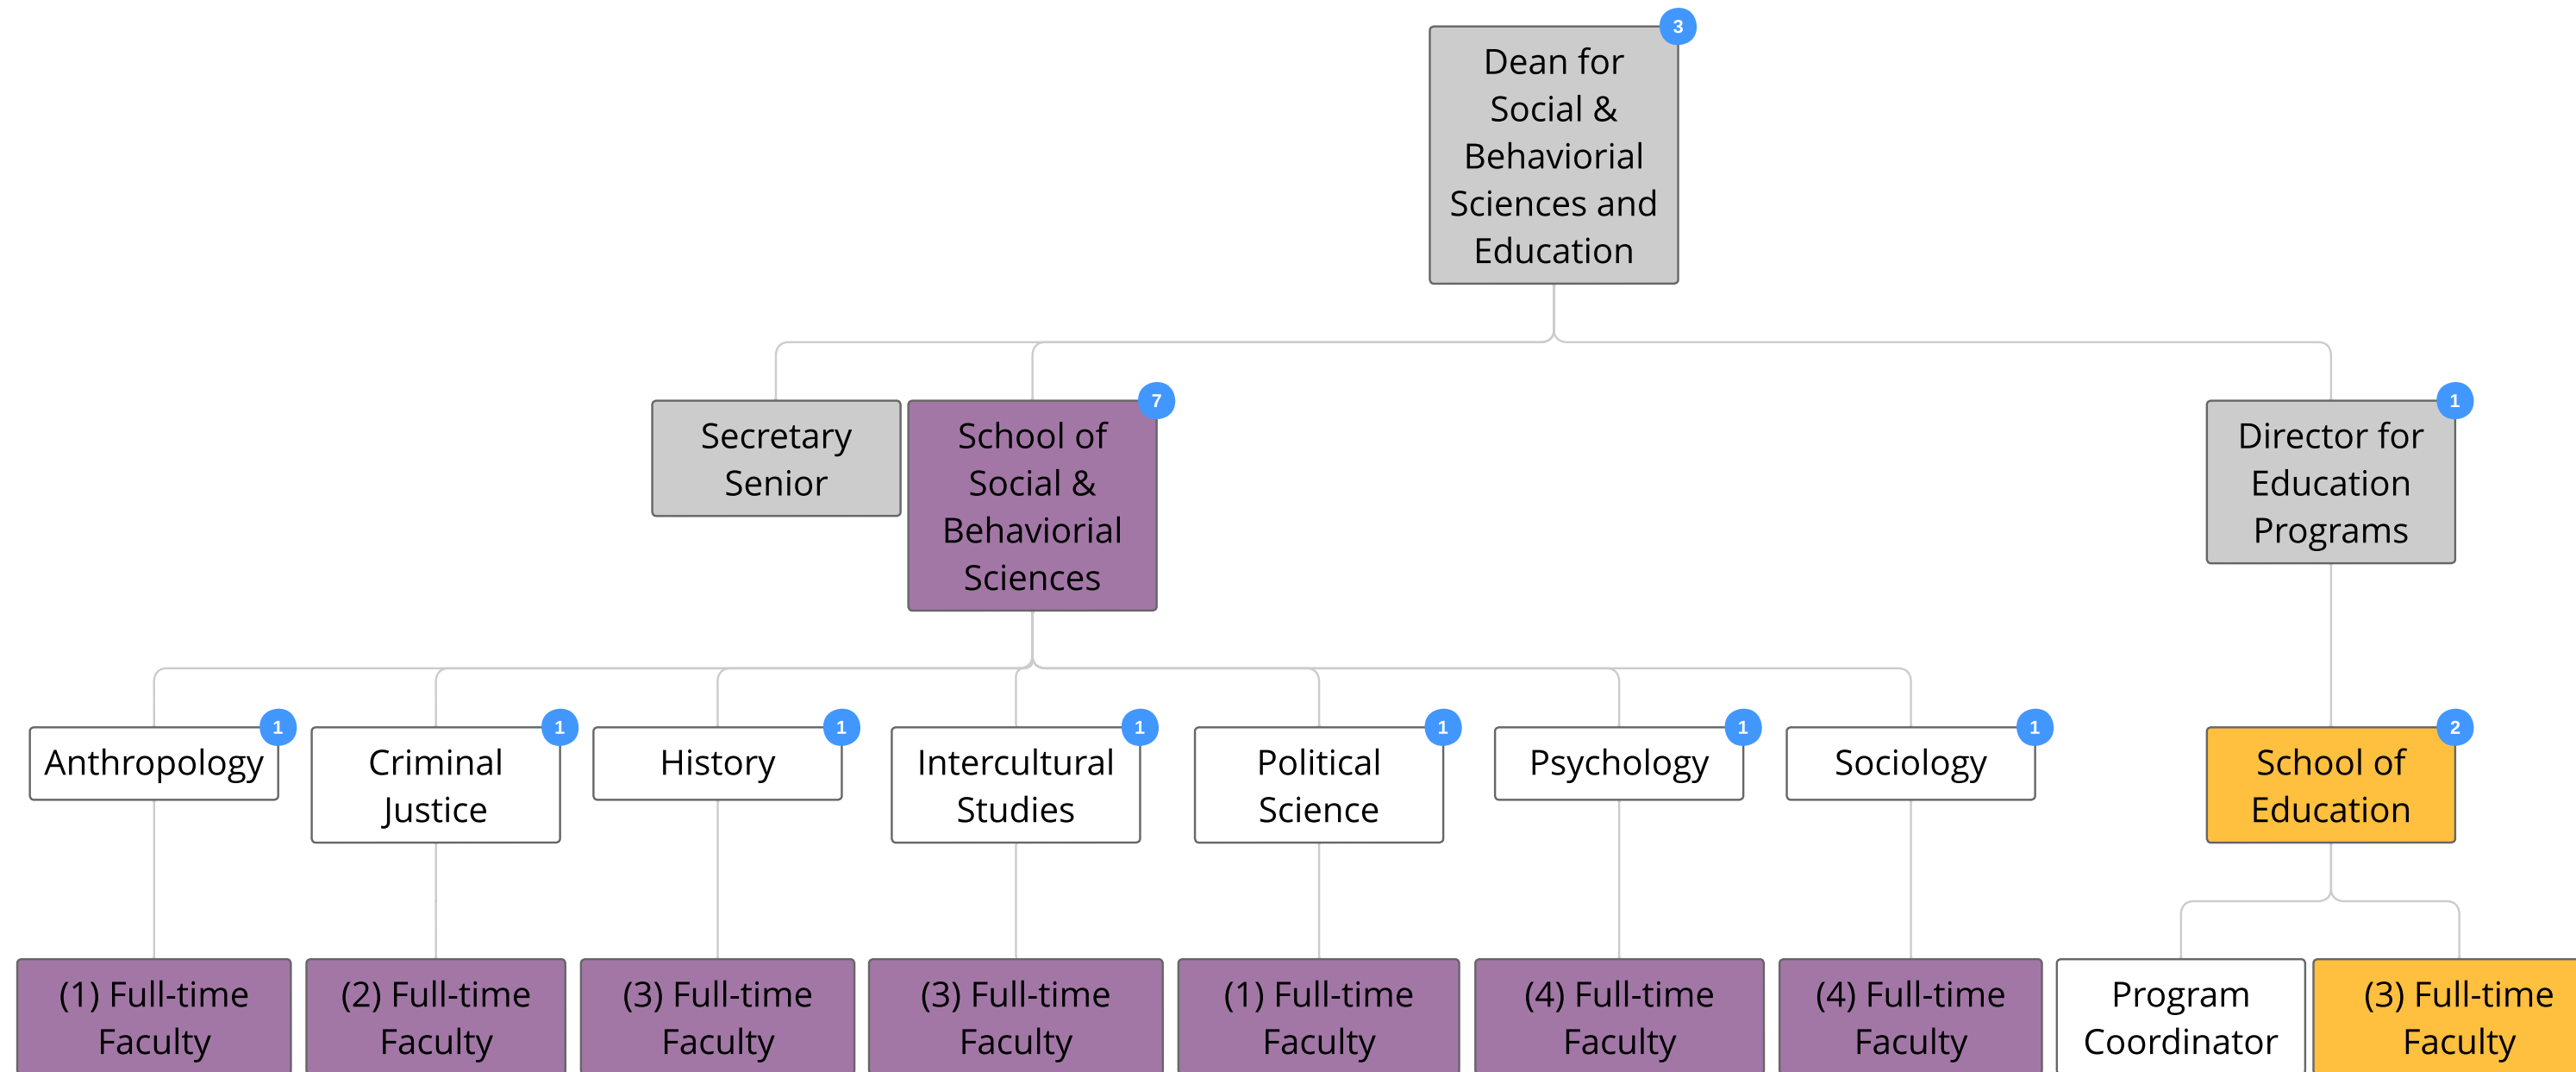 3
Dean for
Social &
Behaviorial
Sciences and
Education
Secretary
Senior
7
School of
Social &
Behaviorial
Sciences
1
Director for
Education
Programs
1
Anthropology
1
Criminal
Justice
1
History
1
Intercultural
Studies
1
Political
Science
1
Psychology
1
Sociology
2
School of
Education
(1) Full-time
Faculty
(2) Full-time
Faculty
(3) Full-time
Faculty
(3) Full-time
Faculty
(1) Full-time
Faculty
(4) Full-time
Faculty
(4) Full-time
Faculty
Program
Coordinator
(3) Full-time
Faculty